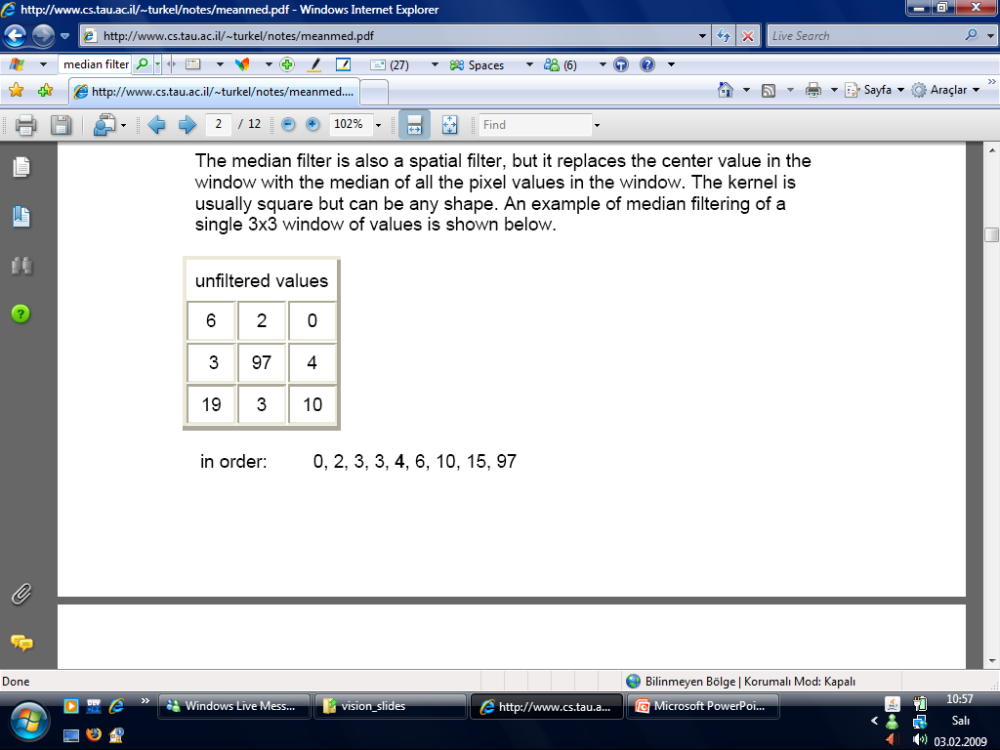 http://www.cs.tau.ac.il/~turkel/notes/meanmed.pdf - Windows Internet Explorer
http://www.cs.tau.ac.il/~turkel/notes/meanmed.pdf
Live Search
median filter
(27)
Spaces
(6)
http://www.cs.tau.ac.il/~turkel/notes/meanmed....
Sayfa
Araçlar
2 / 12
102%
Find
The median filter is also a spatial filter, but it replaces the center value in the
window with the median of all the pixel values in the window. The kernel is
usually square but can be any shape. An example of median filtering of a
single 3x3 window of values is shown below.
unfiltered values
6 2 0
3 97 4
19 3 10
in order: 0, 2, 3, 3, 4, 6, 10, 15, 97
Done
Bilinmeyen Bölge | Korumalı Mod: Kapalı
Windows Live Mess...
vision_slides
http://www.cs.tau.a...
Microsoft PowerPoi...
10:57
Salı
03.02.2009